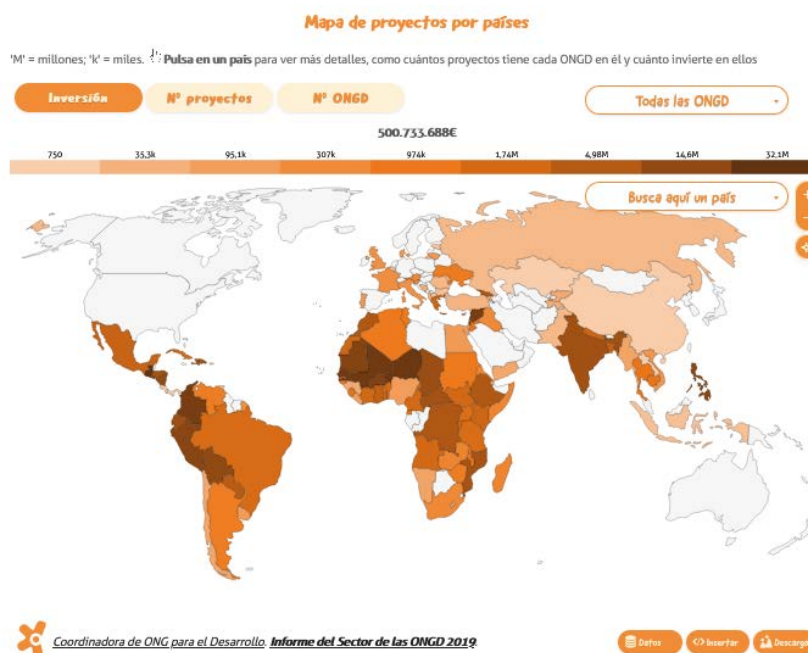 Mapa de proyectos por países
'M' = millones; 'k' = miles. Pulsa en un país para ver más detalles, como cuántos proyectos tiene cada ONGD en él y cuánto invierte en ellos
Inversión
Nº proyectos
Nº ONGD
Todas las ONGD
500.733.688€
750 35,3k 95,1k 307k 974k 1,74M 4,98M 14,6M 32,1M
Busca aquí un país
Coordinadora de ONG para el Desarrollo. Informe del Sector de las ONGD 2019.
Datos
</> Insertar
Descarga